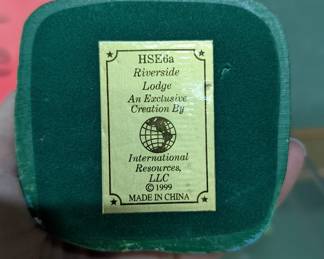 HSE6a
Riverside
Lodge
An Exclusive
Creation By
International
Resources,
LLC
© 1999
MADE IN CHINA